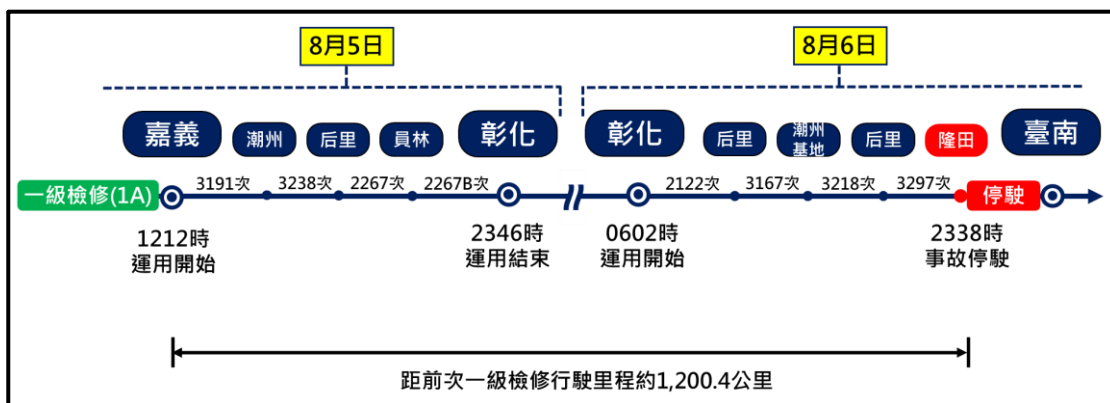 8月5日
8月6日
嘉義
潮州
后里
員林
彰化
彰化
后里
潮州
基地
后里
隆田
臺南
一級檢修(1A)
3191次
3238次
2267次
2267B次
2122次
3167次
3218次
3297次
停駛
1212時
運用開始
2346時
運用結束
0602時
運用開始
2338時
事故停駛
距前次一級檢修行駛里程約1,200.4公里